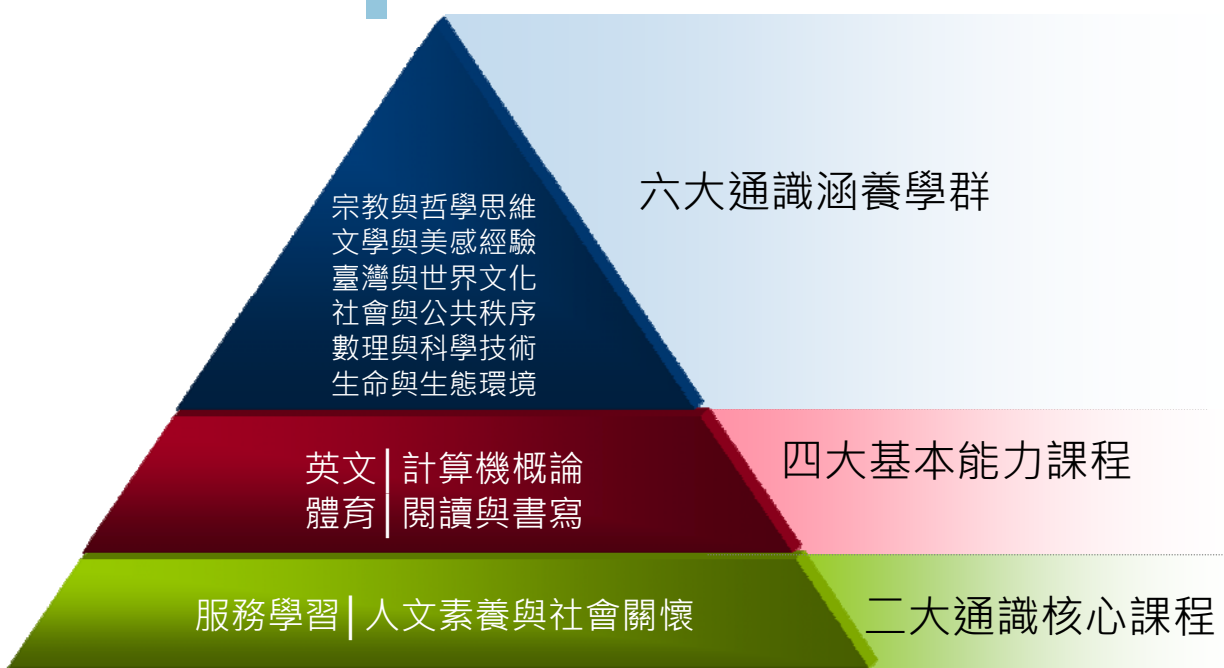 六大通識涵養學群
宗教與哲學思維
文學與美感經驗
臺灣與世界文化
社會與公共秩序
數理與科學技術
生命與生態環境
四大基本能力課程
英文|計算機概論
體育|閱讀與書寫
二大通識核心課程
服務學習|人文素養與社會關懷